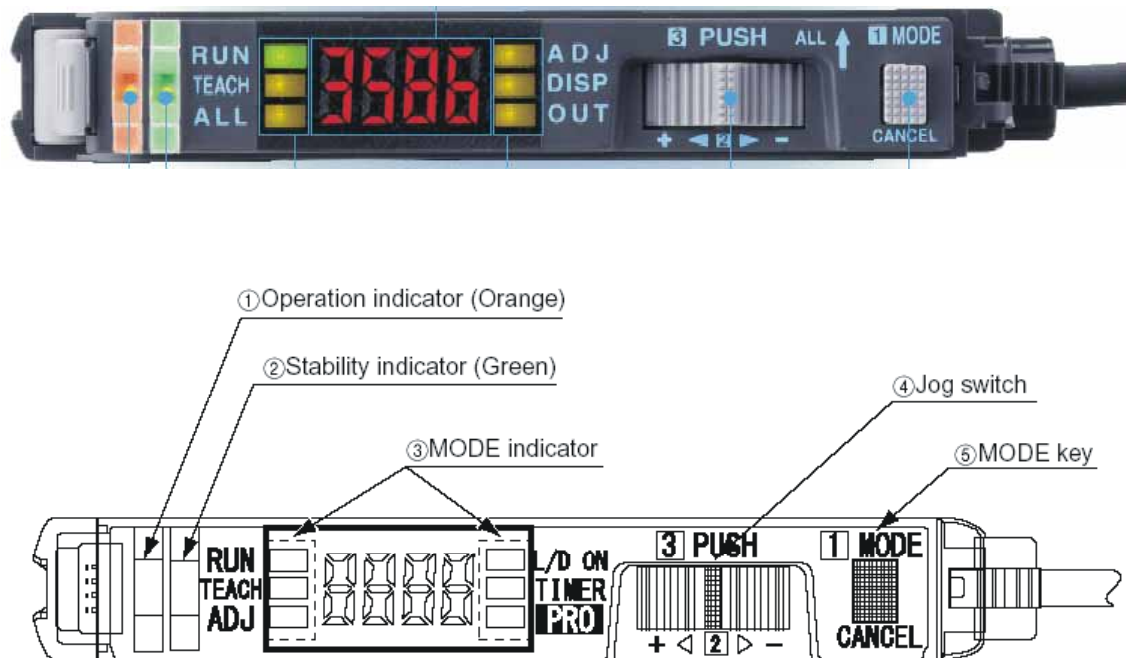 RUN
TEACH
ALL
3586
ADJ
DISP
OUT
3 PUSH
+ ◀ 2 ▶ -
ALL
1 MODE
CANCEL
①Operation indicator (Orange)
②Stability indicator (Green)
③MODE indicator
④Jog switch
⑤MODE key
RUN
TEACH
ADJ
8888
L/D ON
TIMER
PRO
3 PUSH
+ ◁ 2 ▷ -
1 MODE
CANCEL